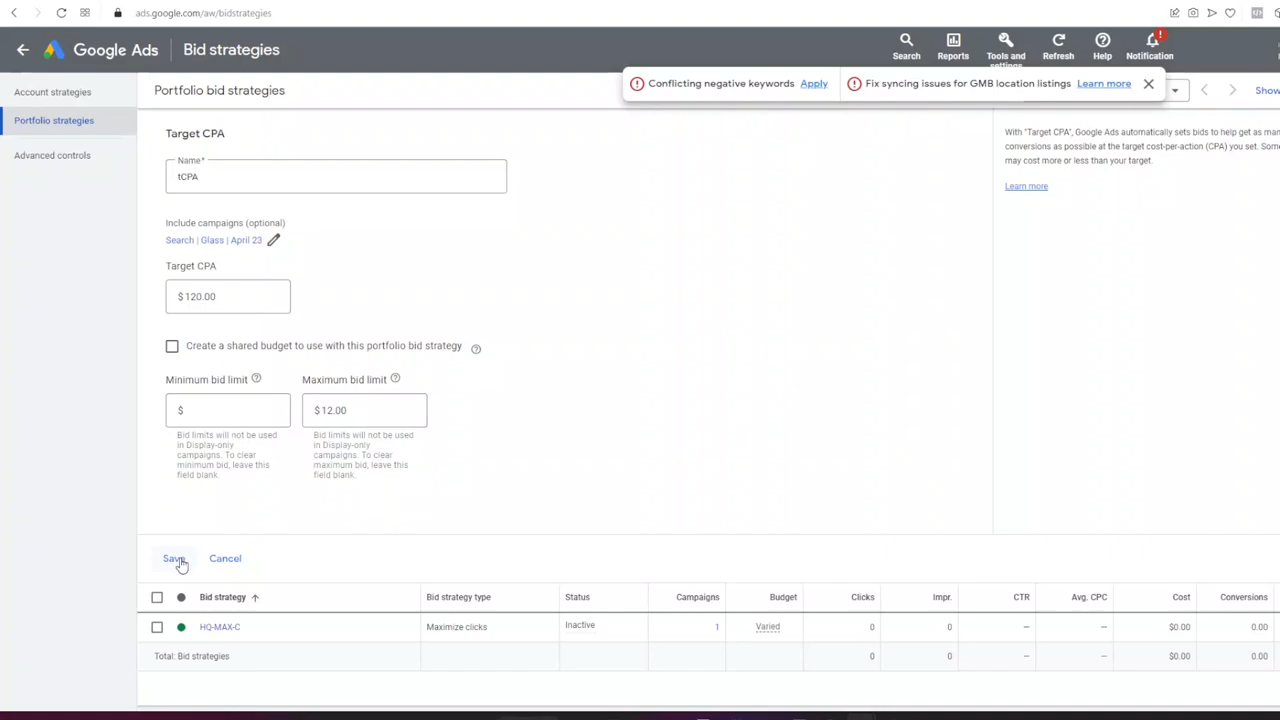 ads.google.com/aw/bidstrategies
Google Ads
Bid strategies
Search
Reports
Tools and
settings
Refresh
Help
Notification
Account strategies
Portfolio strategies
Advanced controls
Portfolio bid strategies
Conflicting negative keywords Apply
Fix syncing issues for GMB location listings Learn more
Show
Target CPA
Name*
tCPA
Include campaigns (optional)
Search | Glass | April 23
Target CPA
$ 120.00
Create a shared budget to use with this portfolio bid strategy
Minimum bid limit
Maximum bid limit
$
$ 12.00
Bid limits will not be used
in Display-only
campaigns. To clear
minimum bid, leave this
field blank.
Bid limits will not be used
in Display-only
campaigns. To clear
maximum bid, leave this
field blank.
With "Target CPA", Google Ads automatically sets bids to help get as man
conversions as possible at the target cost-per-action (CPA) you set. Som
may cost more or less than your target.
Learn more
Save
Cancel
Bid strategy Bid strategy type Status Campaigns Budget Clicks Impr. CTR Avg. CPC Cost Conversions
HQ-MAX-C Maximize clicks Inactive 1 Varied 0 0 — — $0.00 0.00
Total: Bid strategies 0 0 — — $0.00 0.00